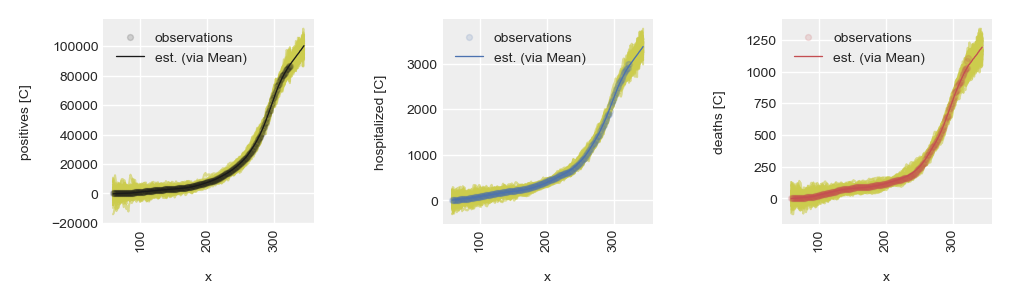 positives [C]
100000
80000
60000
40000
20000
0
−20000
observations
est. (via Mean)
100
200
300
x
hospitalized [C]
3000
2000
1000
0
observations
est. (via Mean)
100
200
300
x
deaths [C]
1250
1000
750
500
250
0
observations
est. (via Mean)
100
200
300
x